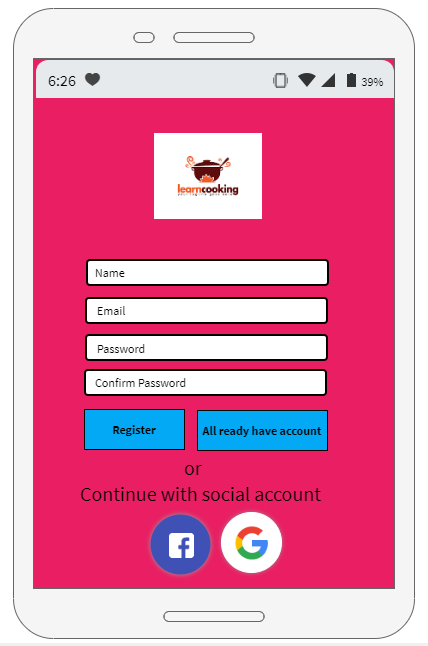 6:26
39%
learncooking
Name
Email
Password
Confirm Password
Register
All ready have account
or
Continue with social account